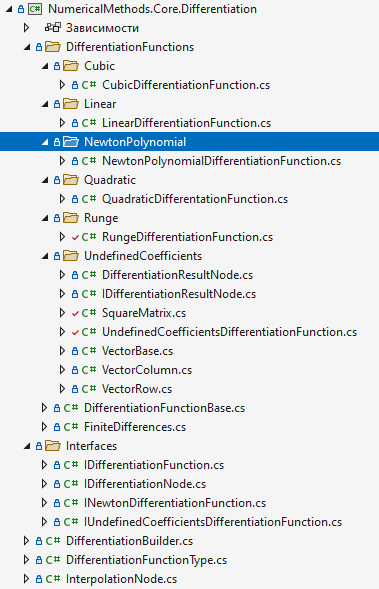 C# NumericalMethods.Core.Differentiation
Зависимости
DifferentiationFunctions
Cubic
C# CubicDifferentiationFunction.cs
Linear
C# LinearDifferentiationFunction.cs
NewtonPolynomial
C# NewtonPolynomialDifferentiationFunction.cs
Quadratic
C# QuadraticDifferentationFunction.cs
Runge
C# RungeDifferentiationFunction.cs
UndefinedCoefficients
C# DifferentiationResultNode.cs
C# IDifferentiationResultNode.cs
C# SquareMatrix.cs
C# UndefinedCoefficientsDifferentiationFunction.cs
C# VectorBase.cs
C# VectorColumn.cs
C# VectorRow.cs
C# DifferentiationFunctionBase.cs
C# FiniteDifferences.cs
Interfaces
C# IDifferentiationFunction.cs
C# IDifferentiationNode.cs
C# INewtonDifferentiationFunction.cs
C# IUndefinedCoefficientsDifferentiationFunction.cs
C# DifferentiationBuilder.cs
C# DifferentiationFunctionType.cs
C# InterpolationNode.cs